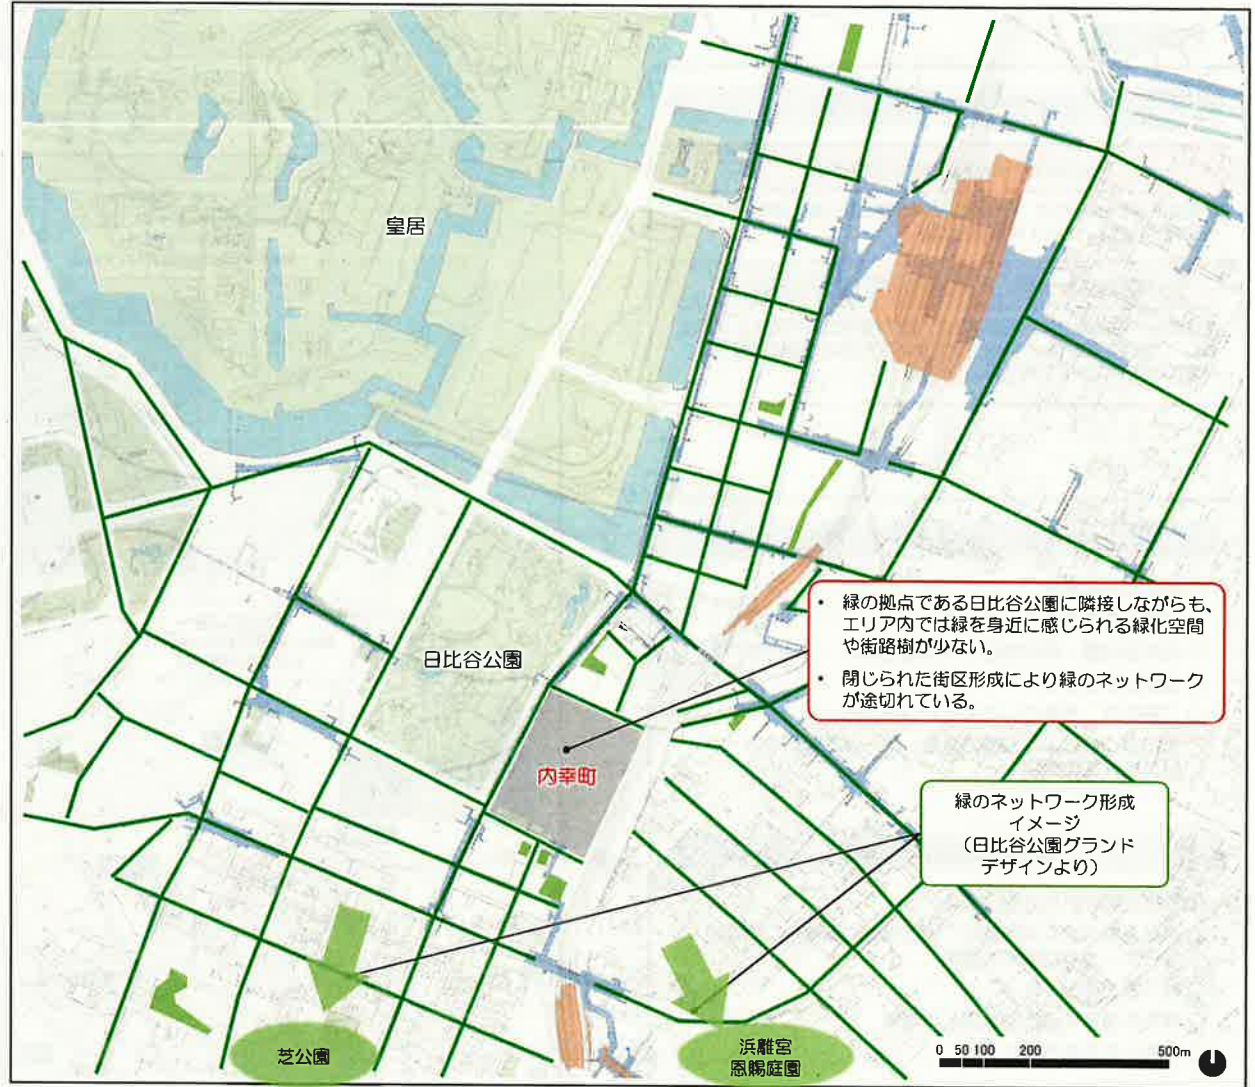 皇居
・ 緑の拠点である日比谷公園に隣接しながらも、
エリア内では緑を身近に感じられる緑化空間
や街路樹が少ない。
・ 閉じられた街区形成により緑のネットワーク
が途切れている。
日比谷公園
内幸町
緑のネットワーク形成
イメージ
(日比谷公園グランド
デザインより)
芝公園
浜離宮
恩賜庭園
0 50 100 200 500m